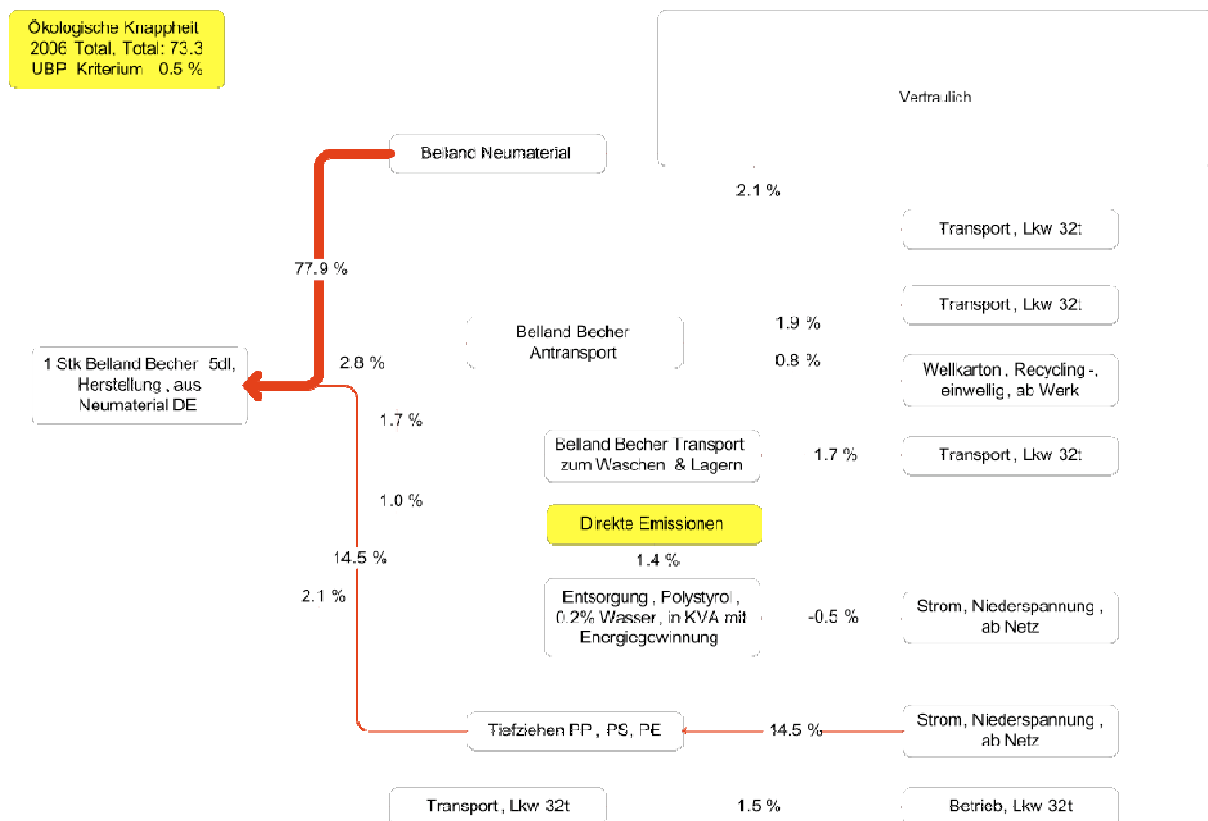 Ökologische Knappheit
2006 Total, Total: 73.3
UBP Kriterium 0.5 %
Vertraulich
Belland Neumaterial
2.1 %
Transport, Lkw 32t
77.9 %
Transport, Lkw 32t
1.9 %
Belland Becher
Antransport
0.8 %
1 Stk Belland Becher 5dl,
Herstellung, aus
Neumaterial DE
2.8 %
Wellkarton, Recycling-,
einwellig, ab Werk
1.7 %
Belland Becher Transport
zum Waschen & Lagern
1.7 %
Transport, Lkw 32t
1.0 %
Direkte Emissionen
14.5 %
1.4 %
2.1 %
Entsorgung, Polystyrol,
0.2% Wasser, in KVA mit
Energiegewinnung
-0.5 %
Strom, Niederspannung,
ab Netz
Tiefziehen PP, PS, PE
14.5 %
Strom, Niederspannung,
ab Netz
Transport, Lkw 32t
1.5 %
Betrieb, Lkw 32t